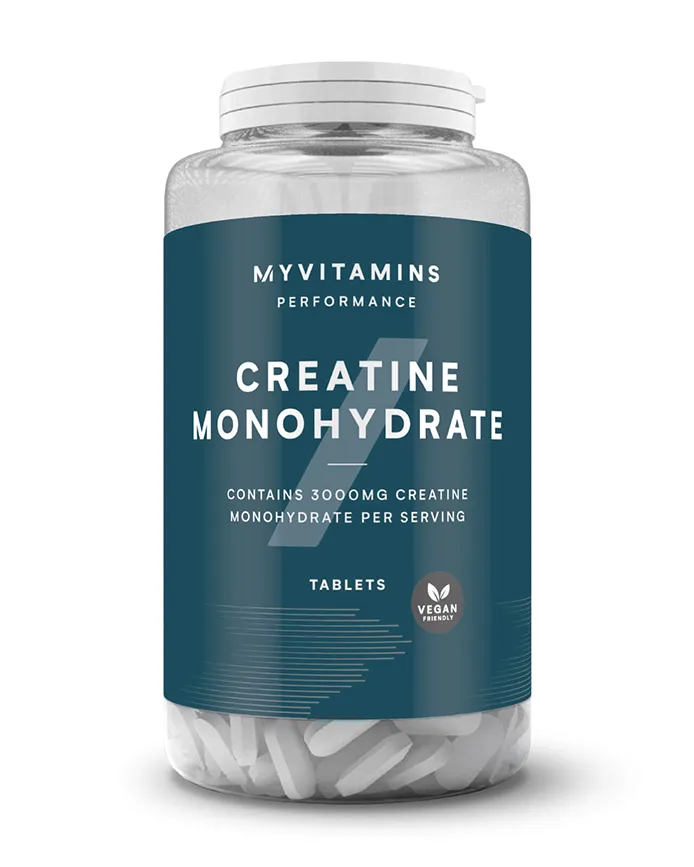 MYVITAMINS
PERFORMANCE
CREATINE
MONOHYDRATE
CONTAINS 3000MG CREATINE
MONOHYDRATE PER SERVING
TABLETS
VEGAN
FRIENDLY